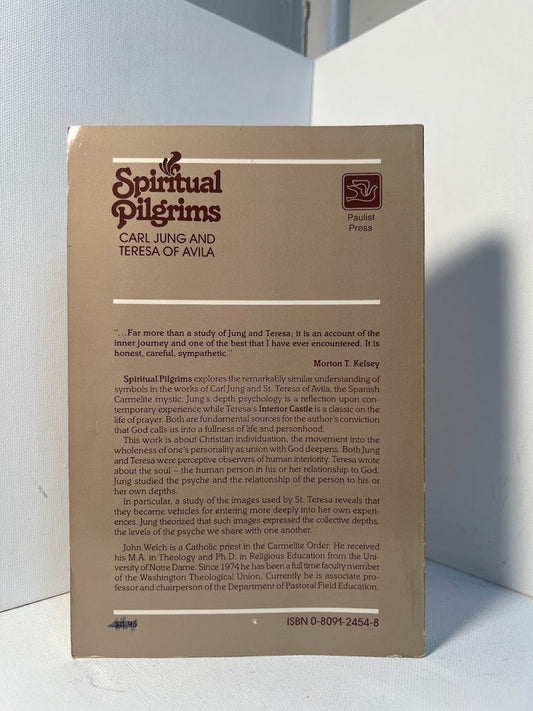 Spiritual
Pilgrims
CARL JUNG AND
TERESA OF AVILA
Paulist
Press
"...Far more than a study of Jung and Teresa; it is an account of the
inner journey and one of the best that I have ever encountered. It is
honest, careful, sympathetic."
Morton T. Kelsey
Spiritual Pilgrims explores the remarkably similar understanding of
symbols in the works of Carl Jung and St. Teresa of Avila, the Spanish
Carmelite mystic. Jung's depth psychology is a reflection upon con-
temporary experience while Teresa's Interior Castle is a classic on the
life of prayer. Both are fundamental sources for the author's conviction
that God calls us into a fullness of life and personhood.
This work is about Christian individuation, the movement into the
wholeness of one's personality as union with God deepens. Both Jung
and Teresa were perceptive observers of human interiority. Teresa wrote
about the soul — the human person in his or her relationship to God.
Jung studied the psyche and the relationship of the person to his or
her own depths.
In particular, a study of the images used by St. Teresa reveals that
they became vehicles for entering more deeply into her own experi-
ences. Jung theorized that such images expressed the collective depths,
the levels of the psyche we share with one another.
John Welch is a Catholic priest in the Carmelite Order. He received
his M.A. in Theology and Ph.D. in Religious Education from the Uni-
versity of Notre Dame. Since 1974 he has been a full time faculty member
of the Washington Theological Union. Currently he is associate pro-
fessor and chairperson of the Department of Pastoral Field Education.
ISBN 0-8091-2454-8